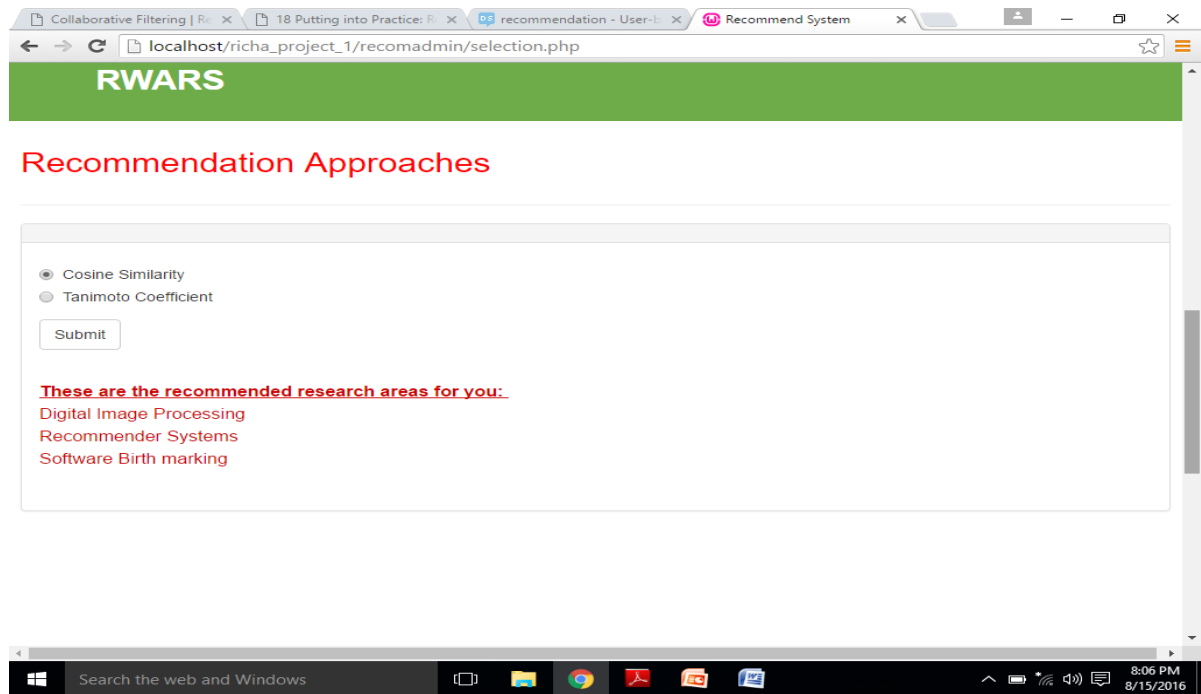 Collaborative Filtering | Re
18 Putting into Practice: R
recommendation - User-b
Recommend System
localhost/richa_project_1/recomadmin/selection.php
RWARS
Recommendation Approaches
Cosine Similarity
Tanimoto Coefficient
Submit
These are the recommended research areas for you:
Digital Image Processing
Recommender Systems
Software Birth marking
Search the web and Windows
8:06 PM
8/15/2016